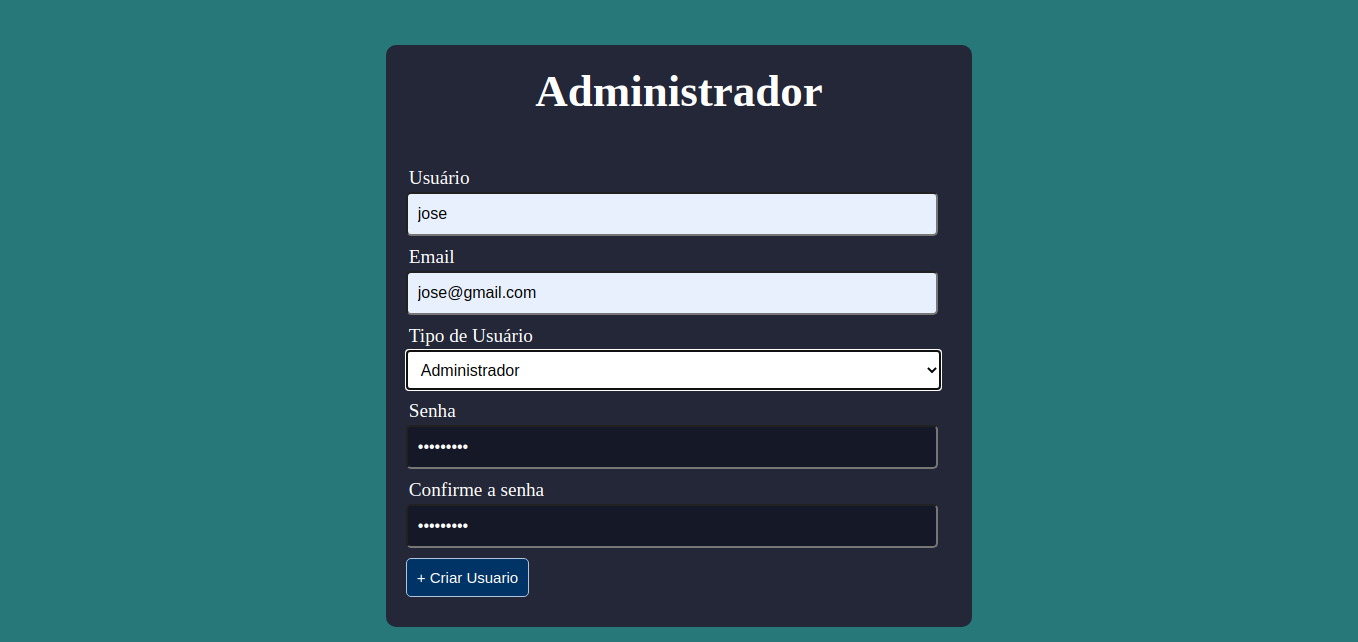 Administrador
Usuário
jose
Email
jose@gmail.com
Tipo de Usuário
Administrador
Senha
•••••••••
Confirme a senha
•••••••••
+ Criar Usuario